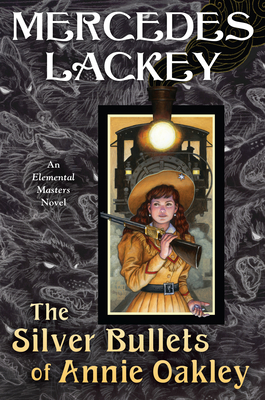 MERCEDES
LACKEY
An
Elemental
Masters
Novel
The
Silver Bullets
of Annie Oakley